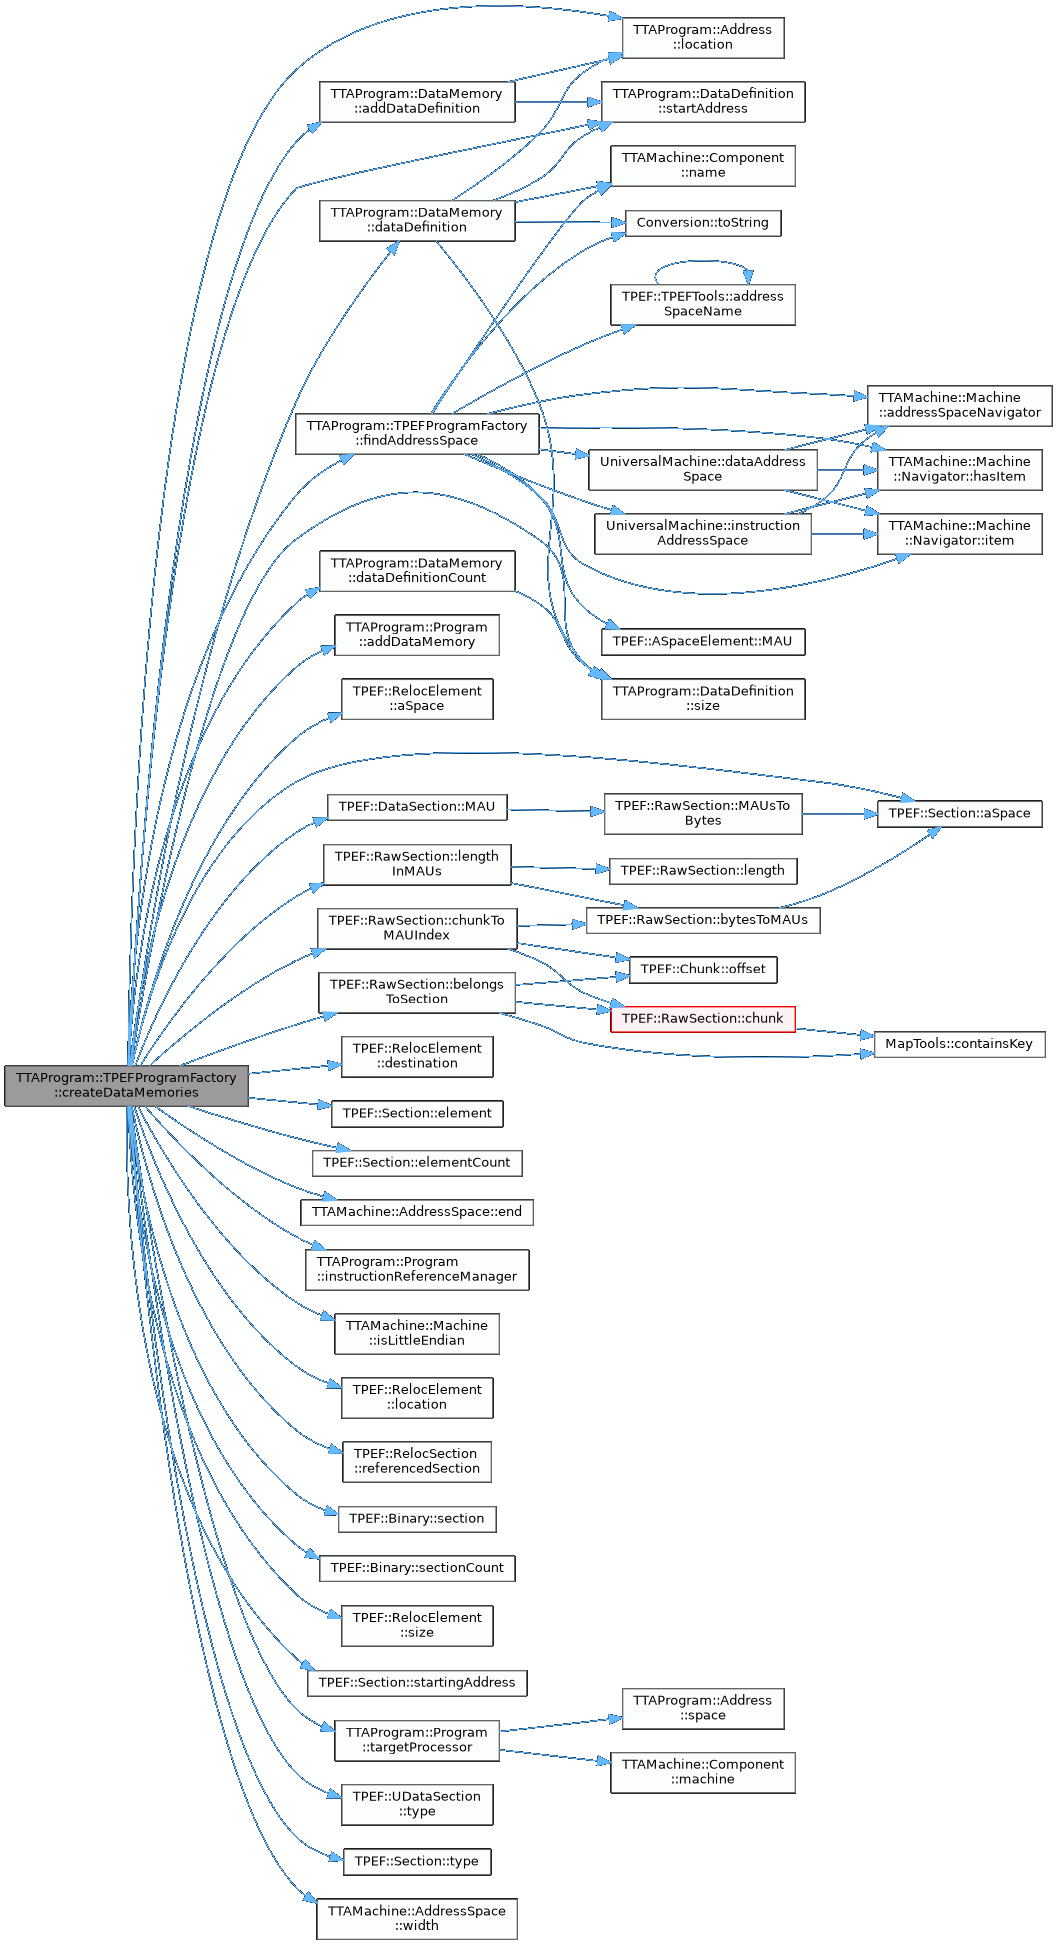 TTAProgram::Address
::location
TTAProgram::DataMemory
::addDataDefinition
TTAProgram::DataDefinition
::startAddress
TTAMachine::Component
::name
TTAProgram::DataMemory
::dataDefinition
Conversion::toString
TPEF::TPEFTools::address
SpaceName
TTAMachine::Machine
::addressSpaceNavigator
TTAProgram::TPEFProgramFactory
::findAddressSpace
UniversalMachine::dataAddress
Space
TTAMachine::Machine
::Navigator::hasItem
UniversalMachine::instruction
AddressSpace
TTAMachine::Machine
::Navigator::item
TTAProgram::DataMemory
::dataDefinitionCount
TTAProgram::Program
::addDataMemory
TPEF::ASpaceElement::MAU
TPEF::RelocElement
::aSpace
TTAProgram::DataDefinition
::size
TPEF::DataSection::MAU
TPEF::RawSection::MAUsTo
Bytes
TPEF::Section::aSpace
TPEF::RawSection::length
InMAUs
TPEF::RawSection::length
TPEF::RawSection::chunkTo
MAUIndex
TPEF::RawSection::bytesToMAUs
TPEF::Chunk::offset
TPEF::RawSection::belongs
ToSection
TPEF::RawSection::chunk
MapTools::containsKey
TPEF::RelocElement
::destination
TTAProgram::TPEFProgramFactory
::createDataMemories
TPEF::Section::element
TPEF::Section::elementCount
TTAMachine::AddressSpace::end
TTAProgram::Program
::instructionReferenceManager
TTAMachine::Machine
::isLittleEndian
TPEF::RelocElement
::location
TPEF::RelocSection
::referencedSection
TPEF::Binary::section
TPEF::Binary::sectionCount
TPEF::RelocElement
::size
TPEF::Section::startingAddress
TTAProgram::Address
::space
TTAProgram::Program
::targetProcessor
TTAMachine::Component
::machine
TPEF::UDataSection
::type
TPEF::Section::type
TTAMachine::AddressSpace
::width